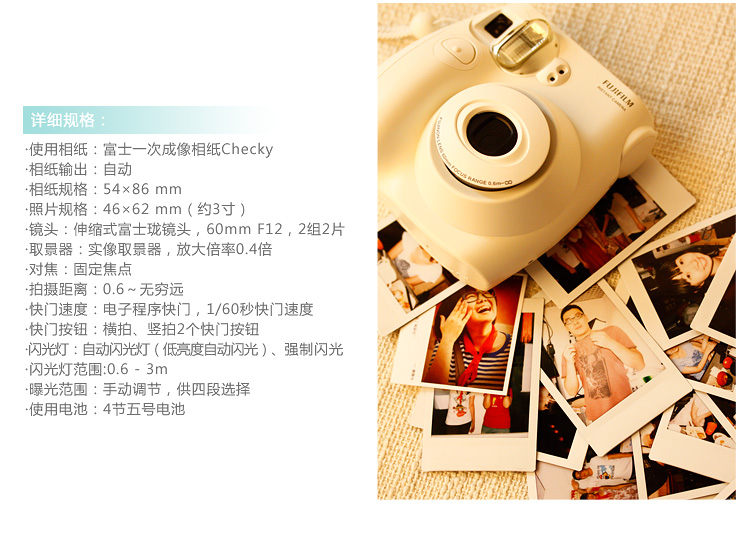 详细规格：
·使用相纸：富士一次成像相纸Checky
·相纸输出：自动
·相纸规格：54×86 mm
·照片规格：46×62 mm（约3寸）
·镜头：伸缩式富士珑镜头，60mm F12，2组2片
·取景器：实像取景器，放大倍率0.4倍
·对焦：固定焦点
·拍摄距离：0.6～无穷远
·快门速度：电子程序快门，1/60秒快门速度
·快门按钮：横拍、竖拍2个快门按钮
·闪光灯：自动闪光灯（低亮度自动闪光）、强制闪光
·闪光灯范围:0.6 - 3m
·曝光范围：手动调节，供四段选择
·使用电池：4节五号电池
FUJIFILM
INSTANT CAMERA
FUJINON LENS 60mm FOCUS RANGE 0.6m-∞